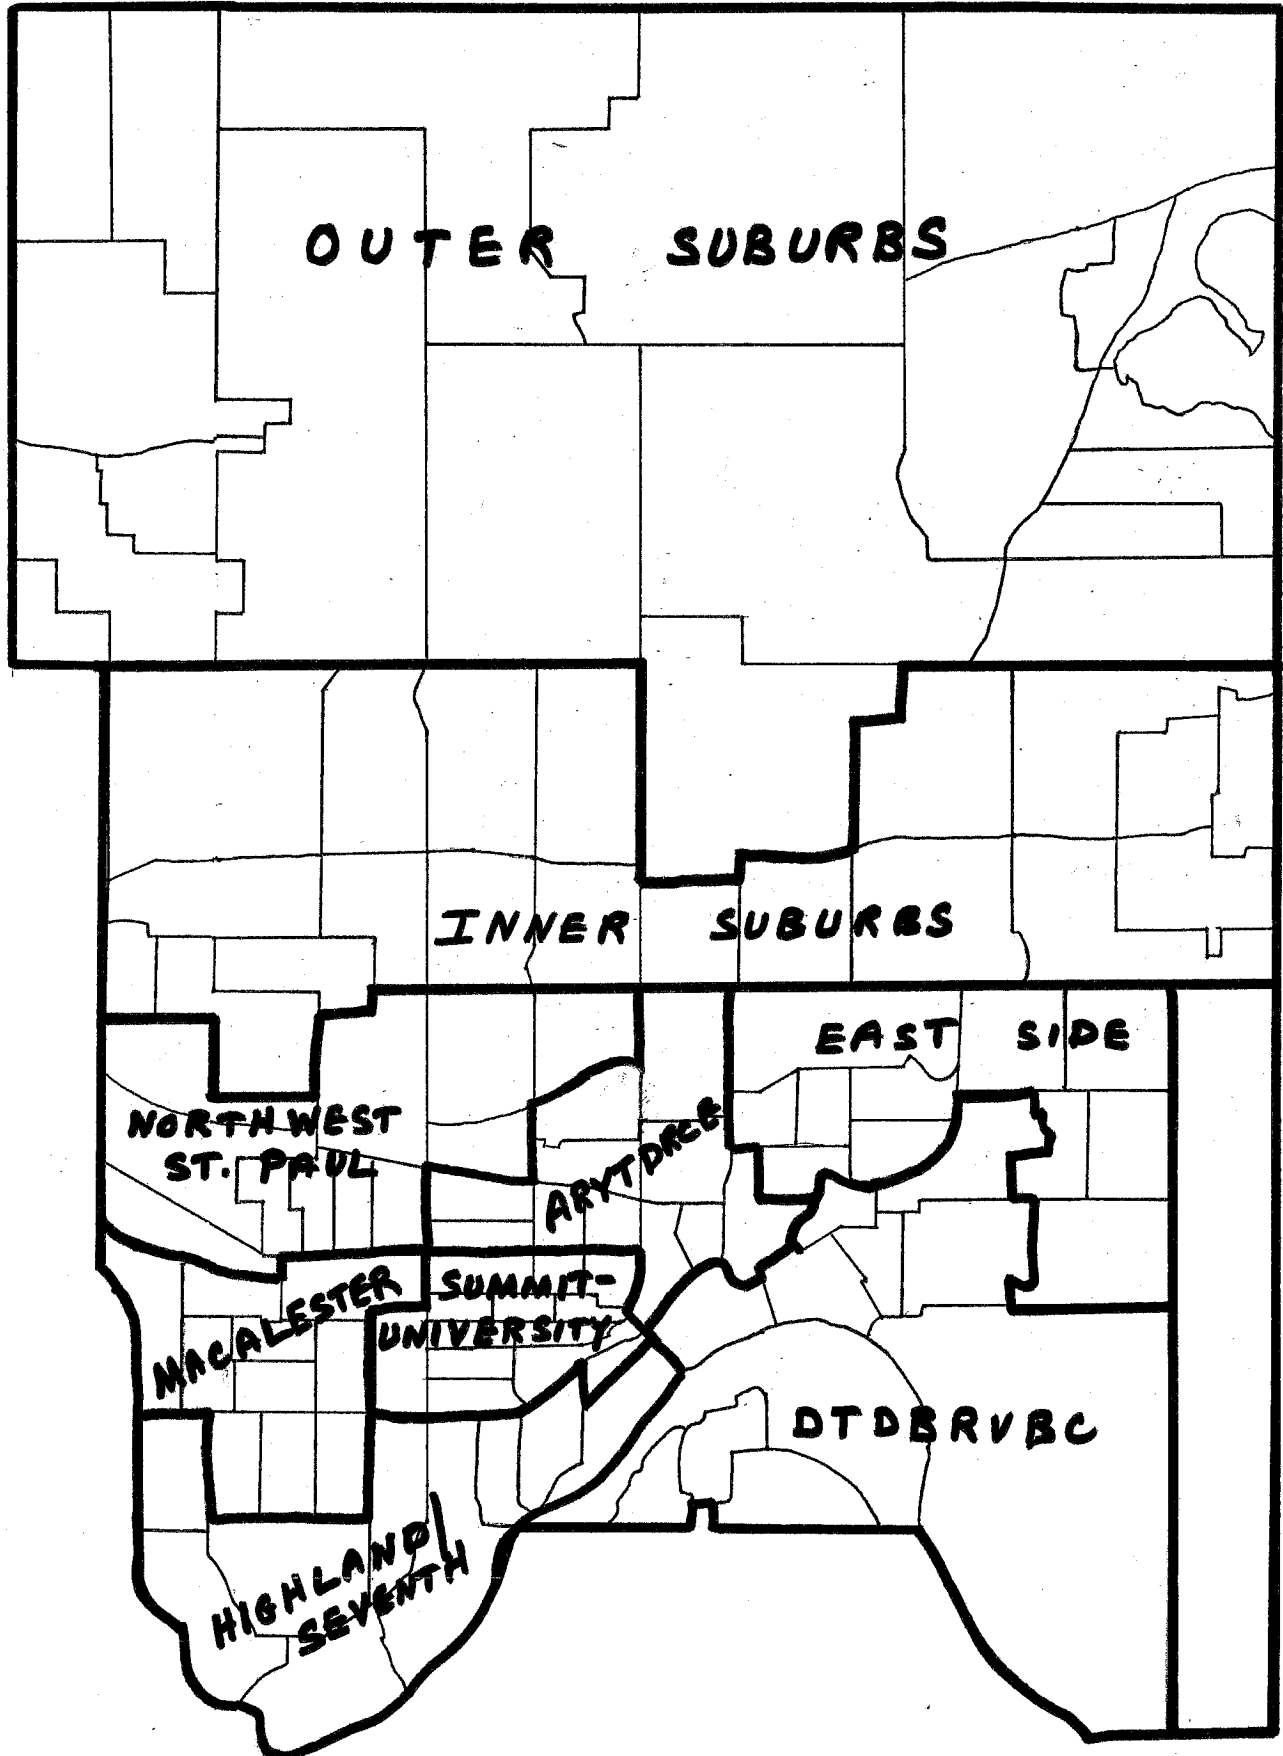 OUTER SUBURBS
INNER SUBURBS
EAST SIDE
NORTHWEST
ST. PAUL
ARYTDRCE
MACALESTER
SUMMIT-
UNIVERSITY
DTDBRVBC
HIGHLAND/
SEVENTH